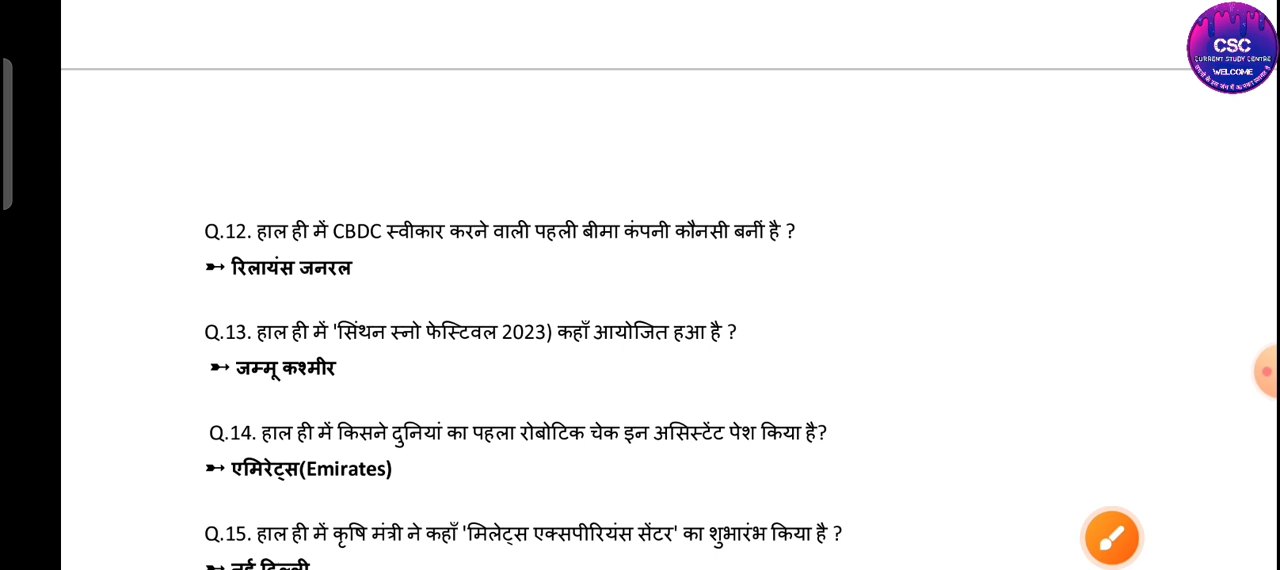 CSC
CURRENT STUDY CENTRE
WELCOME
Q.12. हाल ही में CBDC स्वीकार करने वाली पहली बीमा कंपनी कौनसी बनीं है ?
➼ रिलायंस जनरल
Q.13. हाल ही में 'सिंथन स्नो फेस्टिवल 2023) कहाँ आयोजित हआ है ?
➼ जम्मू कश्मीर
Q.14. हाल ही में किसने दुनियां का पहला रोबोटिक चेक इन असिस्टेंट पेश किया है?
➼ एमिरेट्स(Emirates)
Q.15. हाल ही में कृषि मंत्री ने कहाँ 'मिलेट्स एक्सपीरियंस सेंटर' का शुभारंभ किया है ?
➼ नई दिल्ली